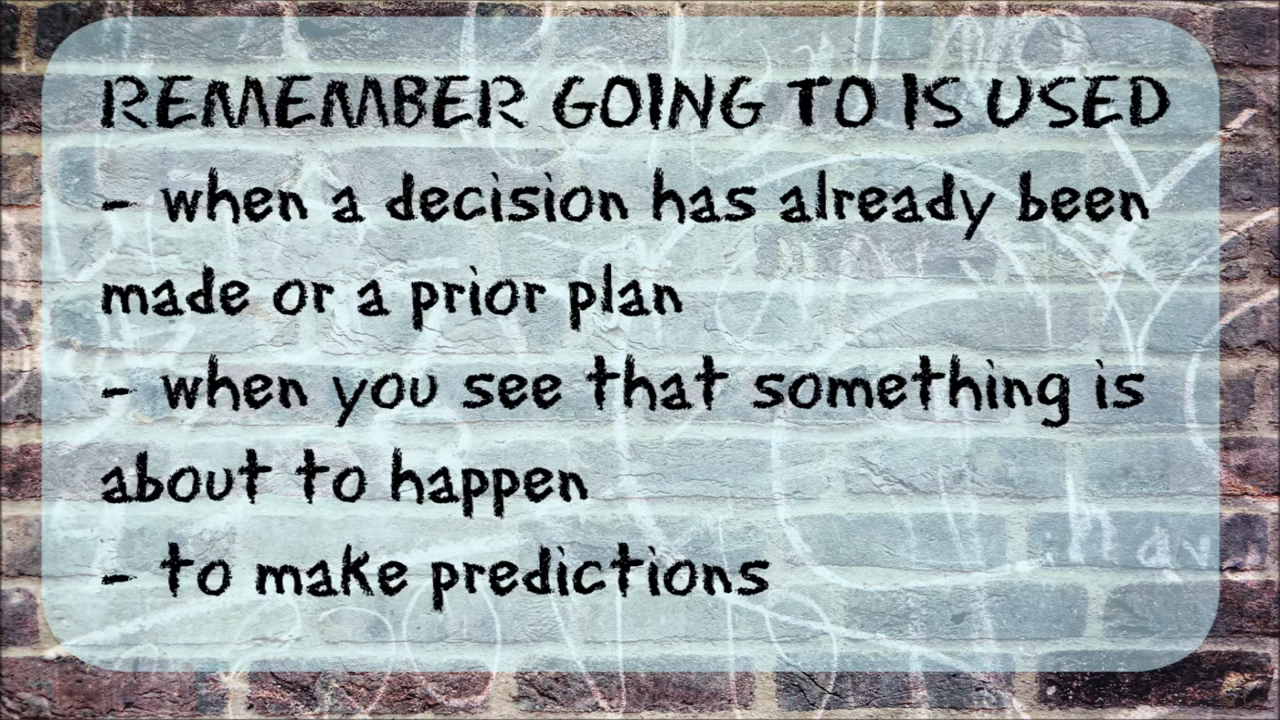 REMEMBER GOING TO IS USED
- when a decision has already been
made or a prior plan
- when you see that something is
about to happen
- to make predictions